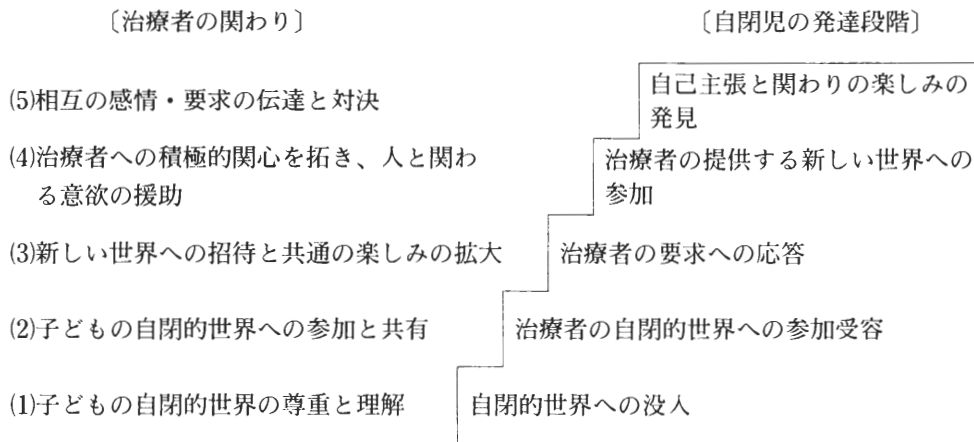 〔治療者の関わり〕
〔自閉児の発達段階〕
(5)相互の感情・要求の伝達と対決
自己主張と関わりの楽しみの
発見
(4)治療者への積極的関心を拓き、人と関わ
る意欲の援助
治療者の提供する新しい世界への
参加
(3)新しい世界への招待と共通の楽しみの拡大
治療者の要求への応答
(2)子どもの自閉的世界への参加と共有
治療者の自閉的世界への参加受容
(1)子どもの自閉的世界の尊重と理解
自閉的世界への没入